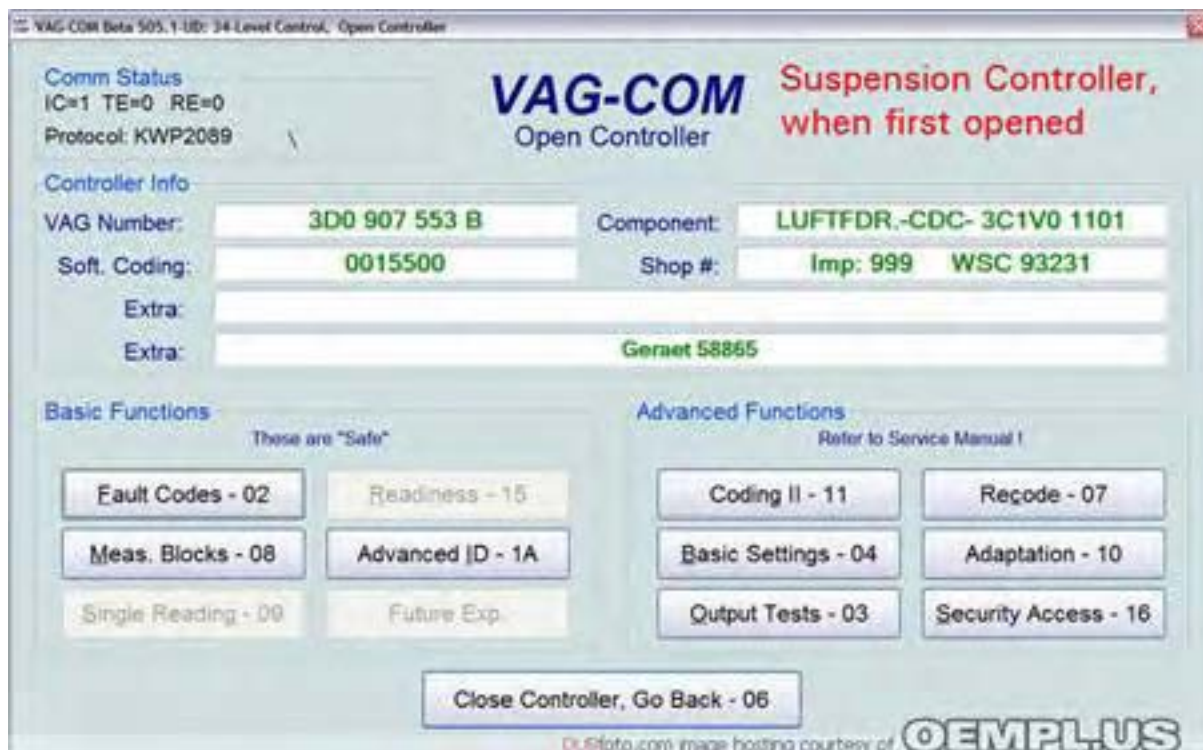 VAG-COM Beta 505.1-UD: 34-Level Control, Open Controller
Comm Status
IC=1 TE=0 RE=0
Protocol: KWP2089 \
VAG-COM
Open Controller
Suspension Controller,
when first opened
Controller Info
VAG Number: 3D0 907 553 B Component: LUFTFDR.-CDC- 3C1V0 1101
Soft. Coding: 0015500 Shop #: Imp: 999 WSC 93231
Extra:
Extra: Geraet 58865
Basic Functions
These are "Safe"
Fault Codes - 02 Readiness - 15
Meas. Blocks - 08 Advanced ID - 1A
Single Reading - 09 Future Exp.
Advanced Functions
Refer to Service Manual !
Coding II - 11 Recode - 07
Basic Settings - 04 Adaptation - 10
Output Tests - 03 Security Access - 16
Close Controller, Go Back - 06
image hosting courtesy of OEMPLUS